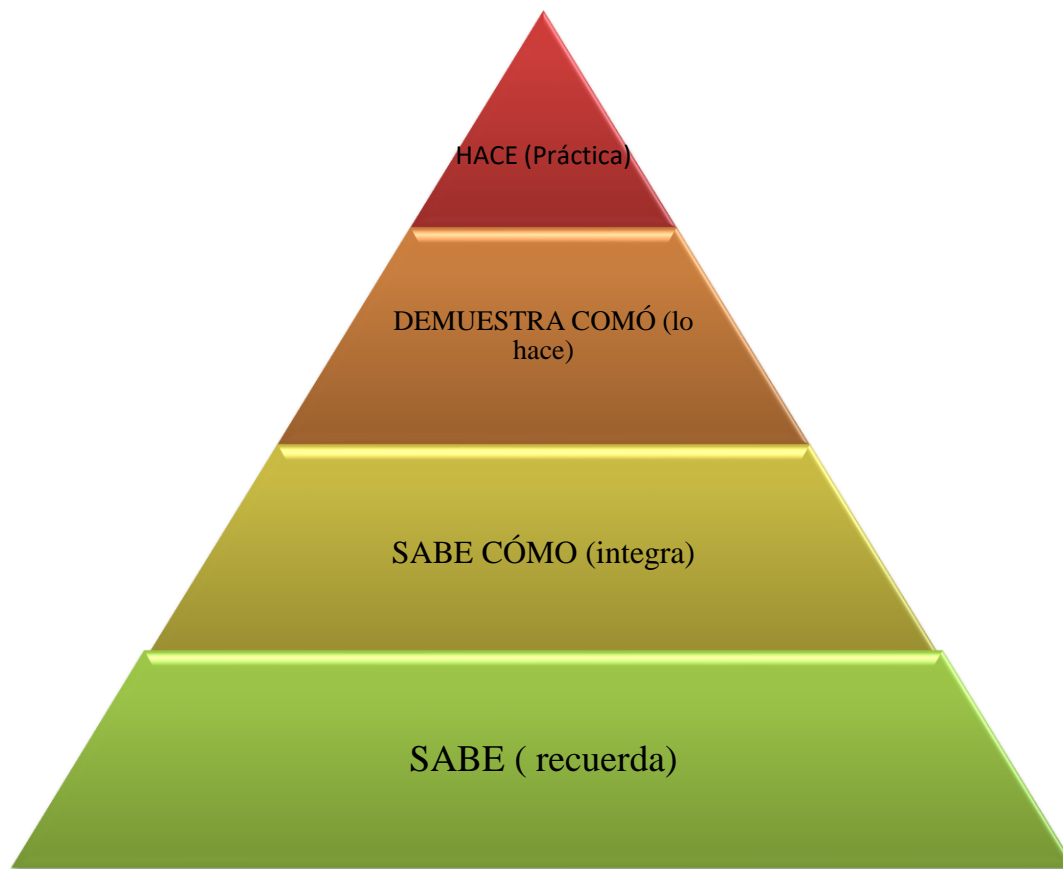 HACE (Práctica)
DEMUESTRA COMÓ (lo
hace)
SABE CÓMO (integra)
SABE ( recuerda)